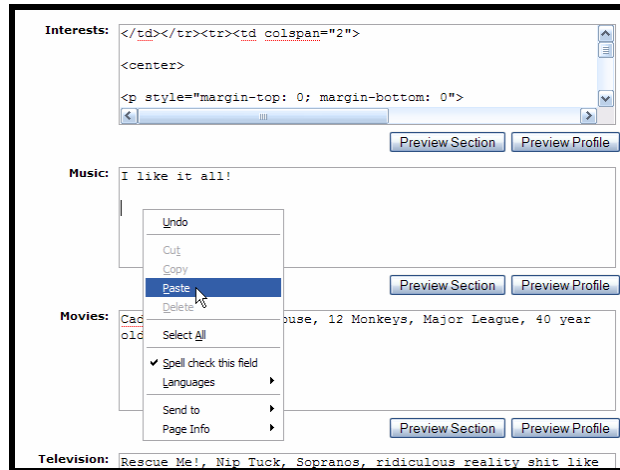 Interests:
</td></tr><tr><td colspan="2">
<center>
<p style="margin-top: 0; margin-bottom: 0">
Preview Section Preview Profile
Music:
I like it all!
Undo
Cut
Copy
Paste
Delete
Select All
Spell check this field
Languages
Send to
Page Info
Preview Section Preview Profile
Movies:
12 Monkeys, Major League, 40 year
old
Preview Section Preview Profile
Television:
Rescue Me!, Nip Tuck, Sopranos, ridiculous reality shit like